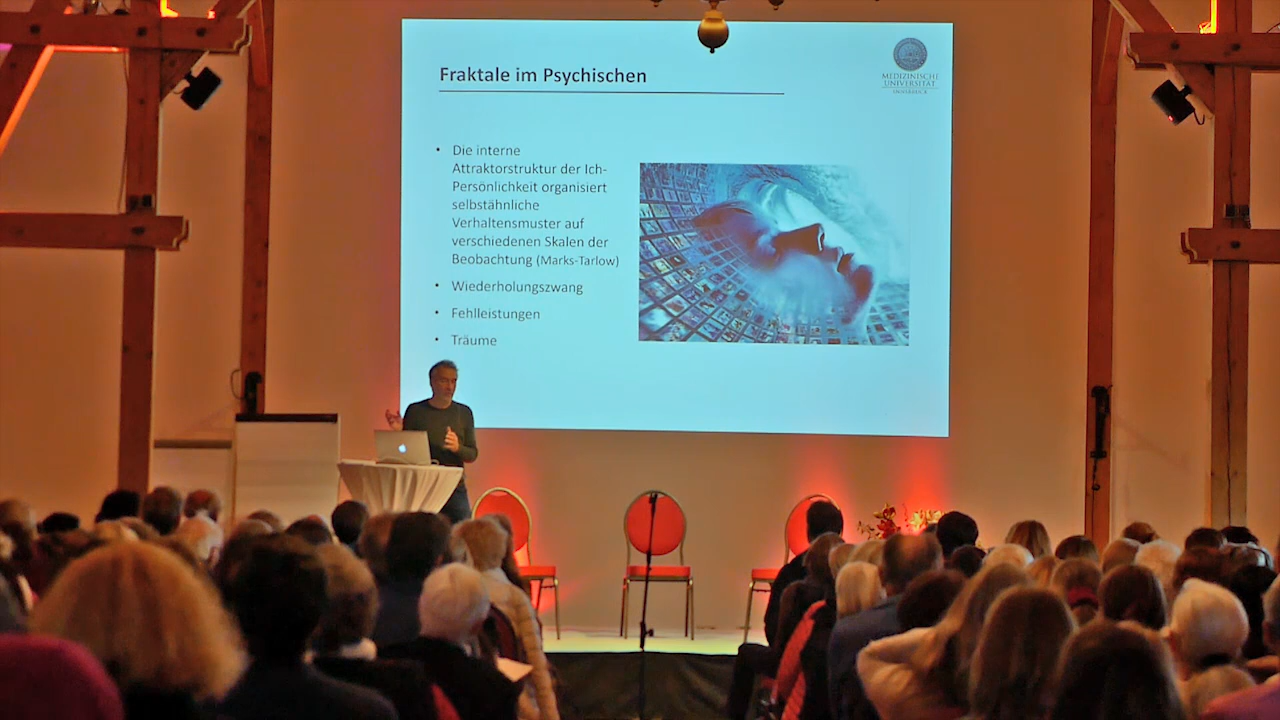 Fraktale im Psychischen
MEDIZINISCHE
UNIVERSITÄT
INNSBRUCK
• Die interne
Attraktorstruktur der Ich-
Persönlichkeit organisiert
selbstähnliche
Verhaltensmuster auf
verschiedenen Skalen der
Beobachtung (Marks-Tarlow)
• Wiederholungszwang
• Fehlleistungen
• Träume